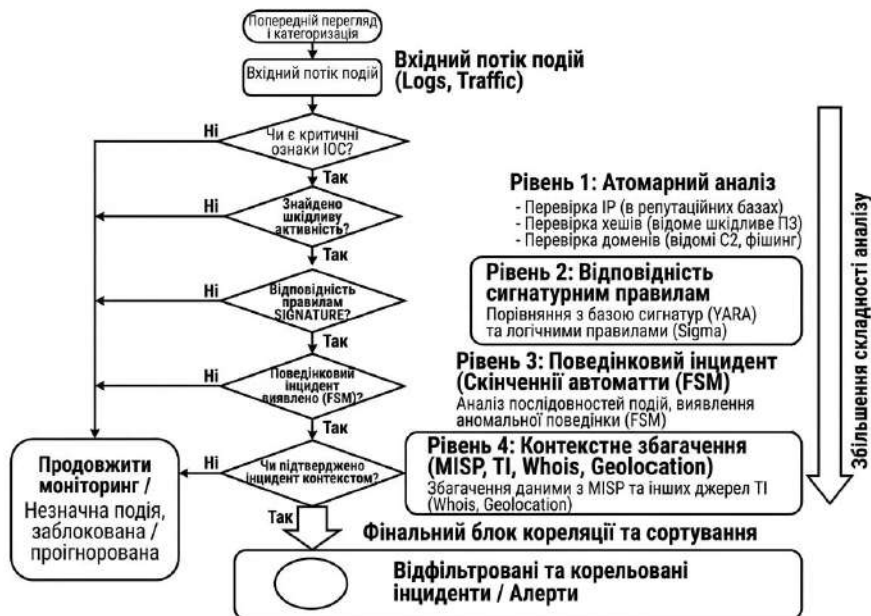 Попередній перегляд
і категоризація
Вхідний потік подій
Вхідний потік подій
(Logs, Traffic)
Ні
Чи є критичні
ознаки IOC?
Так
Ні
Знайдено
шкідливу
активність?
Так
Ні
Відповідність
правилам
SIGNATURE?
Так
Ні
Поведінковий
інцидент
виявлено (FSM)?
Так
Ні
Чи підтверджено
інцидент контекстом?
Так
Продовжити
моніторинг /
Незначна подія,
заблокована /
проігнорована
Рівень 1: Атомарний аналіз
- Перевірка IP (в репутаційних базах)
- Перевірка хешів (відоме шкідливе ПЗ)
- Перевірка доменів (відомі C2, фішинг)
Рівень 2: Відповідність
сигнатурним правилам
Порівняння з базою сигнатур (YARA)
та логічними правилами (Sigma)
Рівень 3: Поведінковий інцидент
(Скінченнії автоматти (FSM)
Аналіз послідовностей подій, виявлення
аномальної поведінки (FSM)
Рівень 4: Контекстне збагачення
(MISP, TI, Whois, Geolocation)
Збагачення даними з MISP та інших джерел TI
(Whois, Geolocation)
Збільшення складності аналізу
Фінальний блок кореляції та сортування
Відфільтровані та корельовані
інциденти / Алерти